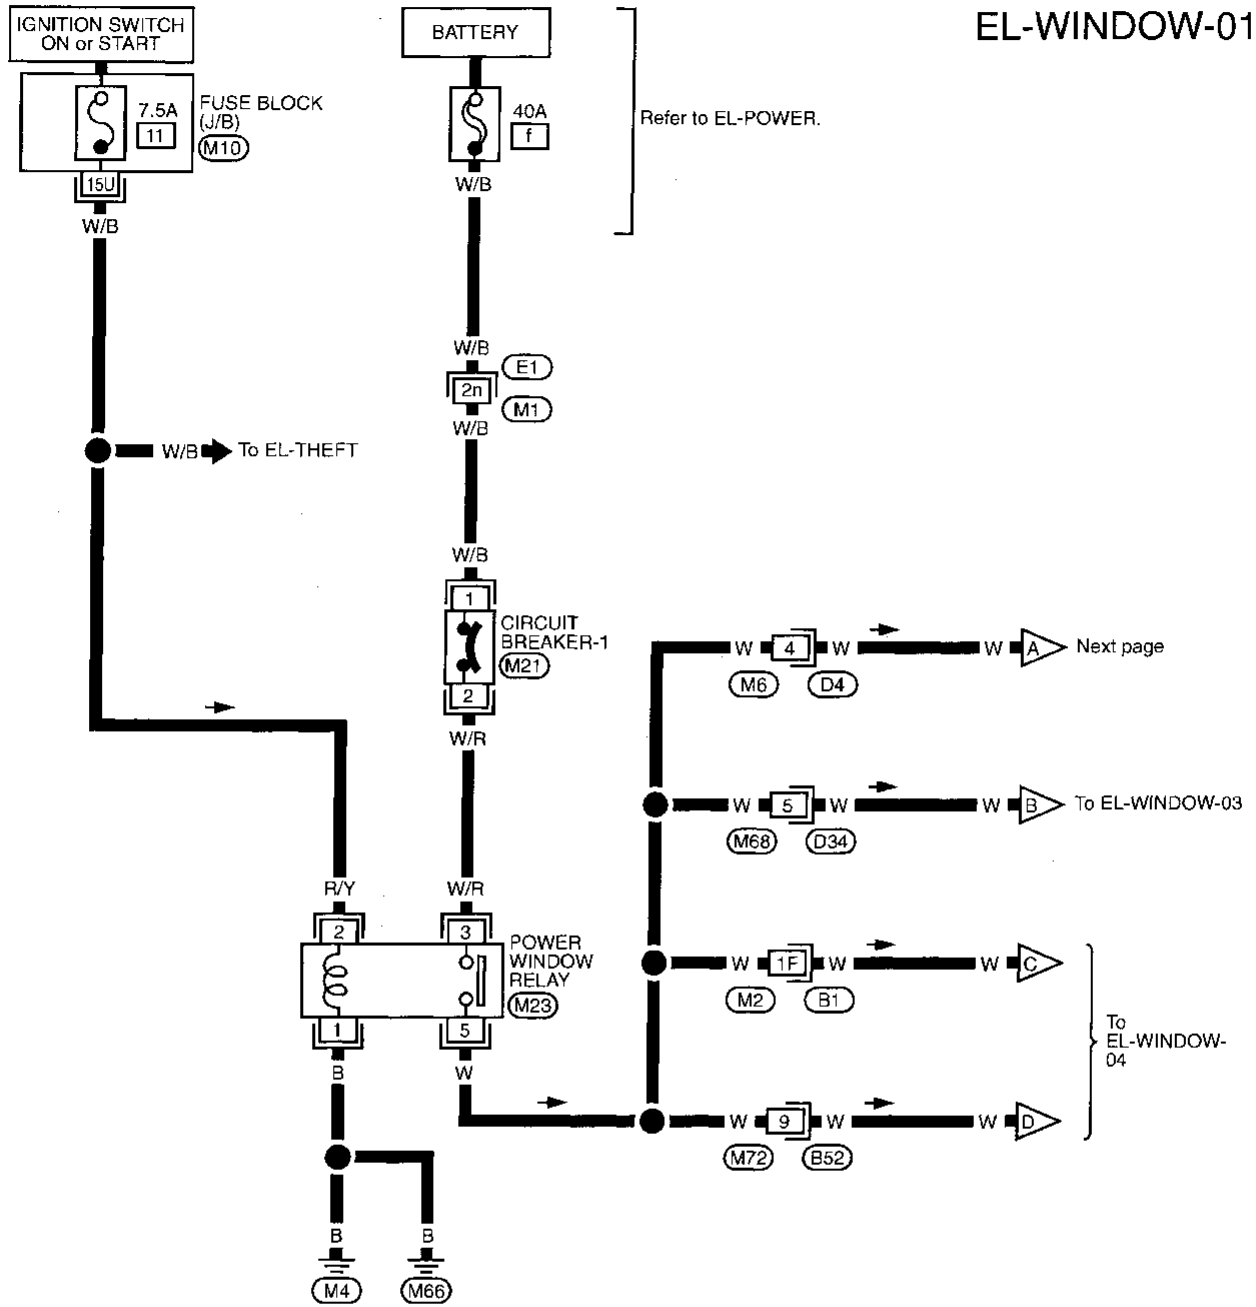 EL-WINDOW-01
IGNITION SWITCH
ON or START
BATTERY
7.5A
11
FUSE BLOCK
(J/B)
M10
40A
f
Refer to EL-POWER.
15U
W/B
W/B
W/B
E1
2n
M1
W/B
W/B
To EL-THEFT
W/B
1
CIRCUIT
BREAKER-1
M21
2
W/R
W
4
W
W
A
Next page
M6
D4
W
5
W
W
B
To EL-WINDOW-03
M68
D34
R/Y
W/R
2
3
POWER
WINDOW
RELAY
M23
1
5
W
1F
W
W
C
M2
B1
To
EL-WINDOW-
04
B
W
W
9
W
W
D
M72
B52
B
B
M4
M66